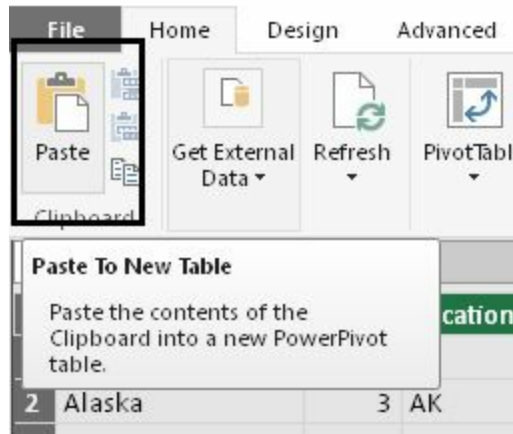 File Home Design Advanced
Paste Get External Refresh PivotTabl
Data
Clipboard
Paste To New Table
Paste the contents of the
Clipboard into a new PowerPivot
table.
cation
2 Alaska 3 AK